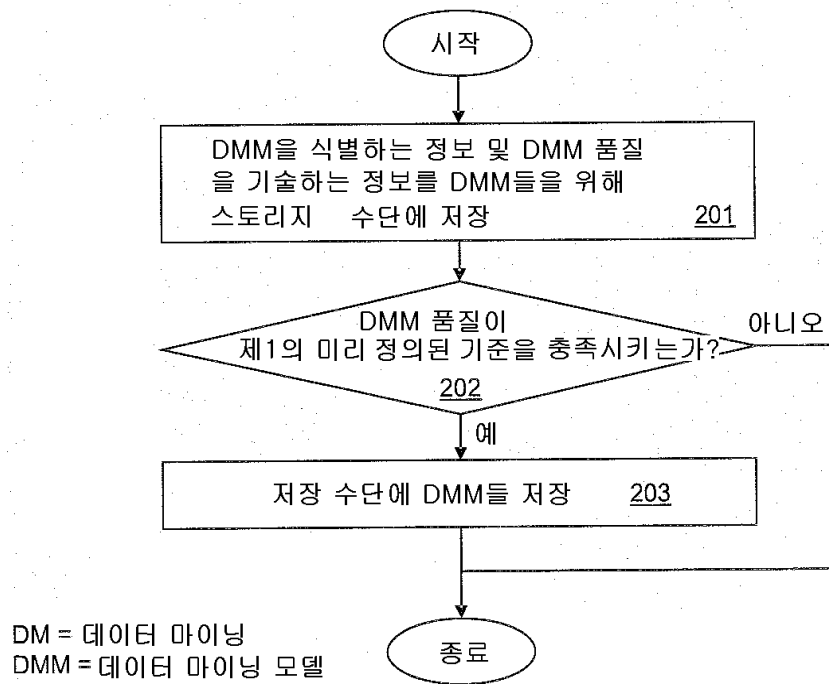 시작
DMM을 식별하는 정보 및 DMM 품질
을 기술하는 정보를 DMM들을 위해
스토리지 수단에 저장 201
DMM 품질이
제1의 미리 정의된 기준을 충족시키는가?
202
아니오
예
저장 수단에 DMM들 저장 203
종료
DM = 데이터 마이닝
DMM = 데이터 마이닝 모델